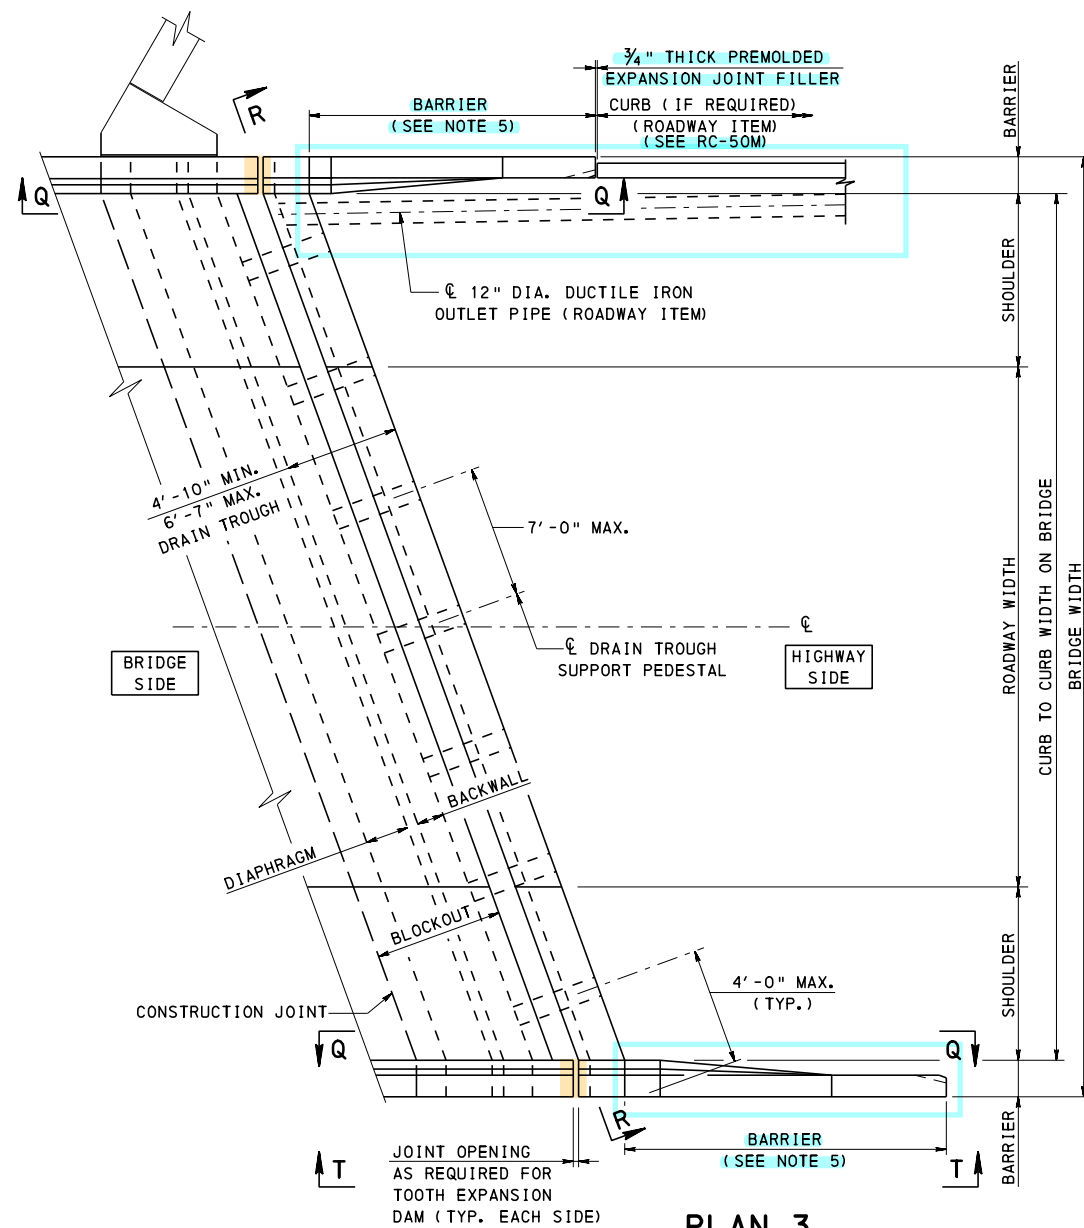 3/4" THICK PREMOLDED
EXPANSION JOINT FILLER
BARRIER
(SEE NOTE 5)
CURB (IF REQUIRED)
(ROADWAY ITEM)
(SEE RC-50M)
BARRIER
R
Q
Q
℄ 12" DIA. DUCTILE IRON
OUTLET PIPE (ROADWAY ITEM)
SHOULDER
4'-10" MIN.
6'-7" MAX.
DRAIN TROUGH
7'-0" MAX.
℄
℄ DRAIN TROUGH
SUPPORT PEDESTAL
BRIDGE
SIDE
HIGHWAY
SIDE
ROADWAY WIDTH
CURB TO CURB WIDTH ON BRIDGE
BRIDGE WIDTH
BACKWALL
DIAPHRAGM
BLOCKOUT
4'-0" MAX.
(TYP.)
SHOULDER
CONSTRUCTION JOINT
Q
Q
R
BARRIER
BARRIER
(SEE NOTE 5)
T
T
JOINT OPENING
AS REQUIRED FOR
TOOTH EXPANSION
DAM (TYP. EACH SIDE)
PLAN 3